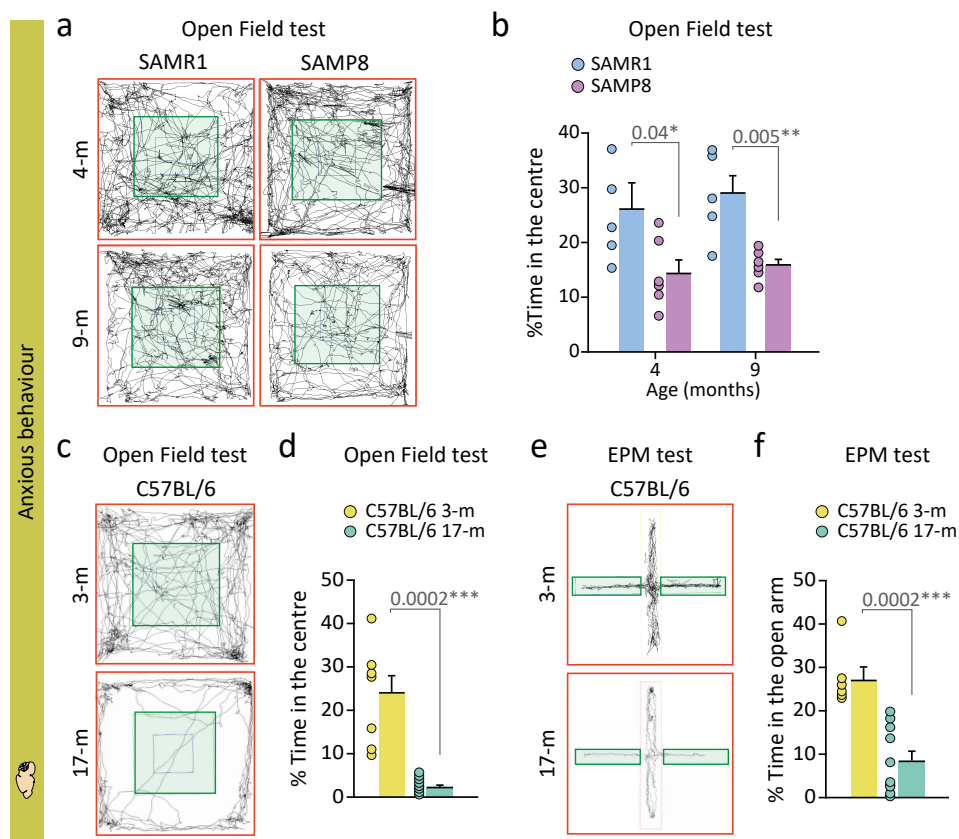 Anxious behaviour
a
Open Field test
SAMR1
SAMP8
4-m
9-m
b
Open Field test
SAMR1
SAMP8
%Time in the centre
40
30
20
10
0
0.04*
0.005**
4
9
Age (months)
c
Open Field test
C57BL/6
3-m
17-m
d
Open Field test
C57BL/6 3-m
C57BL/6 17-m
% Time in the centre
50
40
30
20
10
0
0.0002***
e
EPM test
C57BL/6
3-m
17-m
f
EPM test
C57BL/6 3-m
C57BL/6 17-m
% Time in the open arm
50
40
30
20
10
0
0.0002***